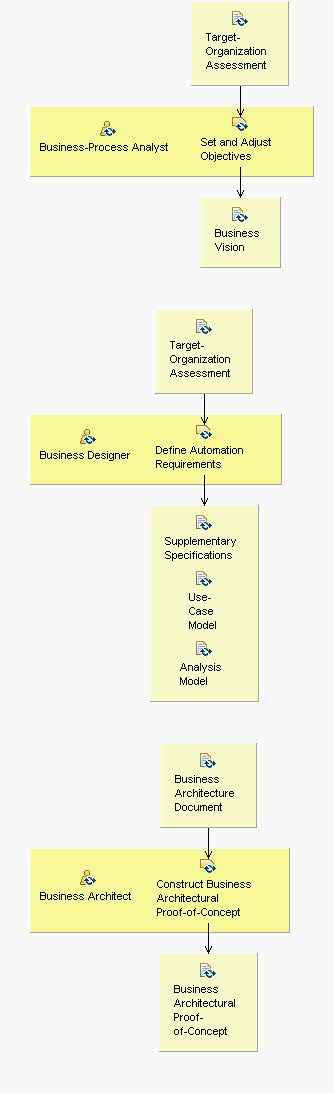 Target-
Organization
Assessment
Business-Process Analyst
Set and Adjust
Objectives
Business
Vision
Target-
Organization
Assessment
Business Designer
Define Automation
Requirements
Supplementary
Specifications
Use-
Case
Model
Analysis
Model
Business
Architecture
Document
Business Architect
Construct Business
Architectural
Proof-of-Concept
Business
Architectural
Proof-
of-Concept